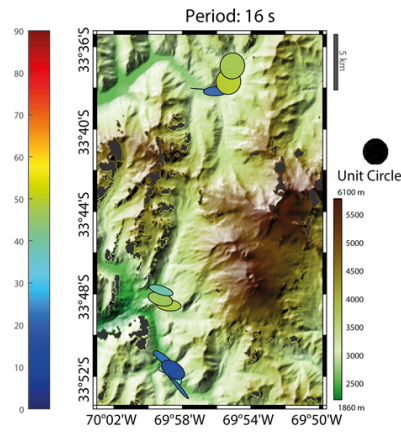 Period: 16 s
90
80
70
60
50
40
30
20
10
0
33°36'S
33°40'S
33°44'S
33°48'S
33°52'S
70°02'W
69°58'W
69°54'W
69°50'W
5 km
Unit Circle
6100 m
5500
5000
4500
4000
3500
3000
2500
1860 m